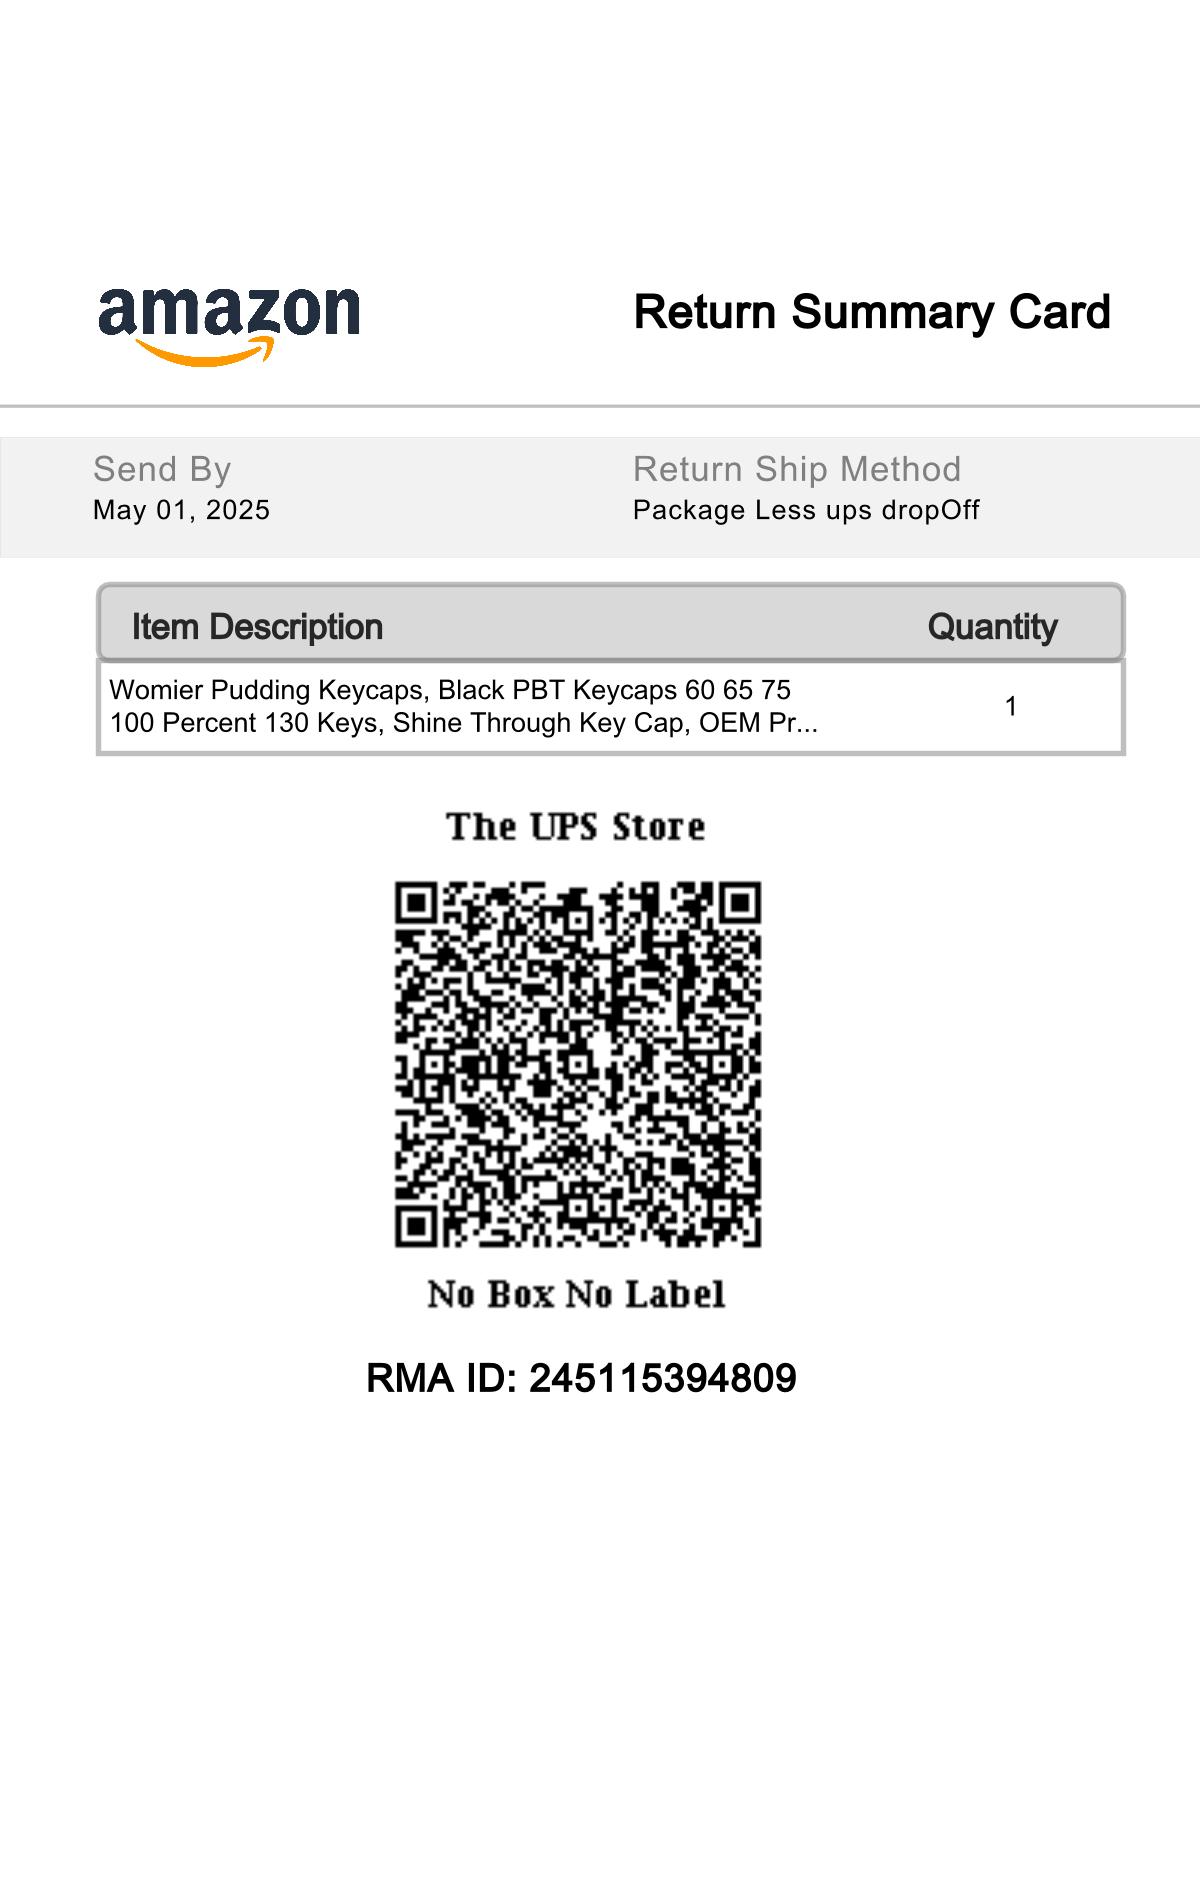 amazon
Return Summary Card
Send By
Return Ship Method
May 01, 2025
Package Less ups dropOff
Item Description
Quantity
Womier Pudding Keycaps, Black PBT Keycaps 60 65 75
100 Percent 130 Keys, Shine Through Key Cap, OEM Pr...
1
The UPS Store
No Box No Label
RMA ID: 245115394809